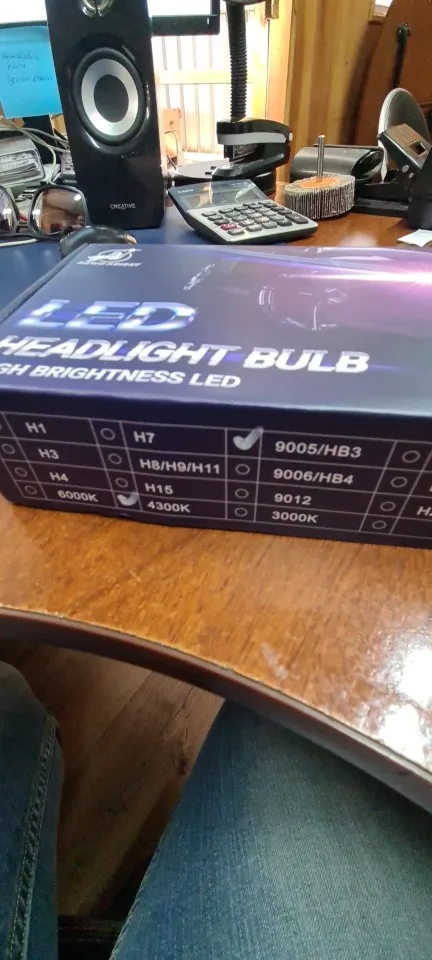 CREATIVE
LED
HEADLIGHT BULB
GH BRIGHTNESS LED
H1
H7
9005/HB3
H3
H8/H9/H11
9006/HB4
H4
H15
9012
6000K
4300K
3000K